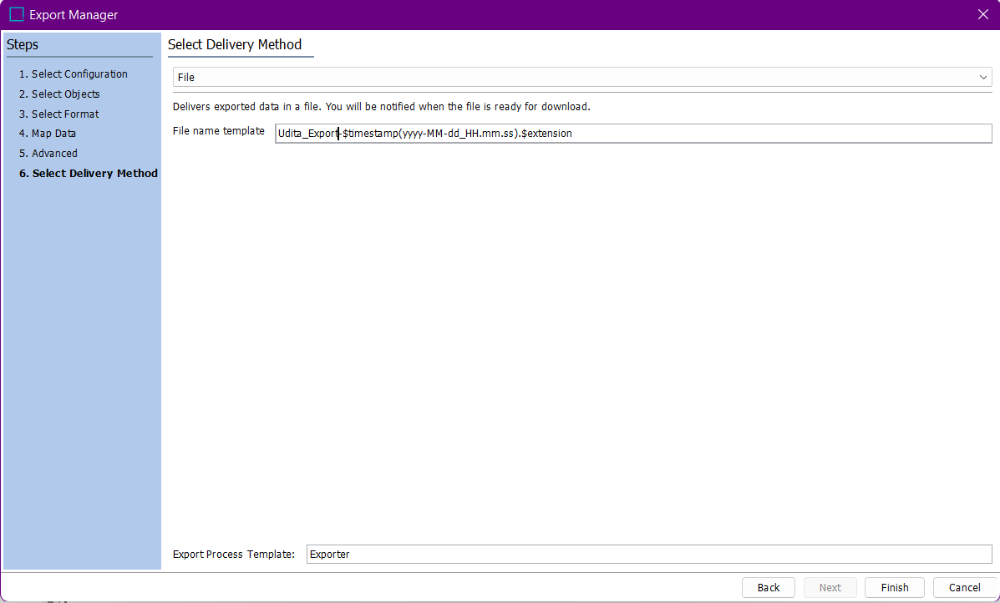 Export Manager
Steps
1. Select Configuration
2. Select Objects
3. Select Format
4. Map Data
5. Advanced
6. Select Delivery Method
Select Delivery Method
File
Delivers exported data in a file. You will be notified when the file is ready for download.
File name template
Udita_Export-$timestamp(yyyy-MM-dd_HH.mm.ss).$extension
Export Process Template:
Exporter
Back
Next
Finish
Cancel